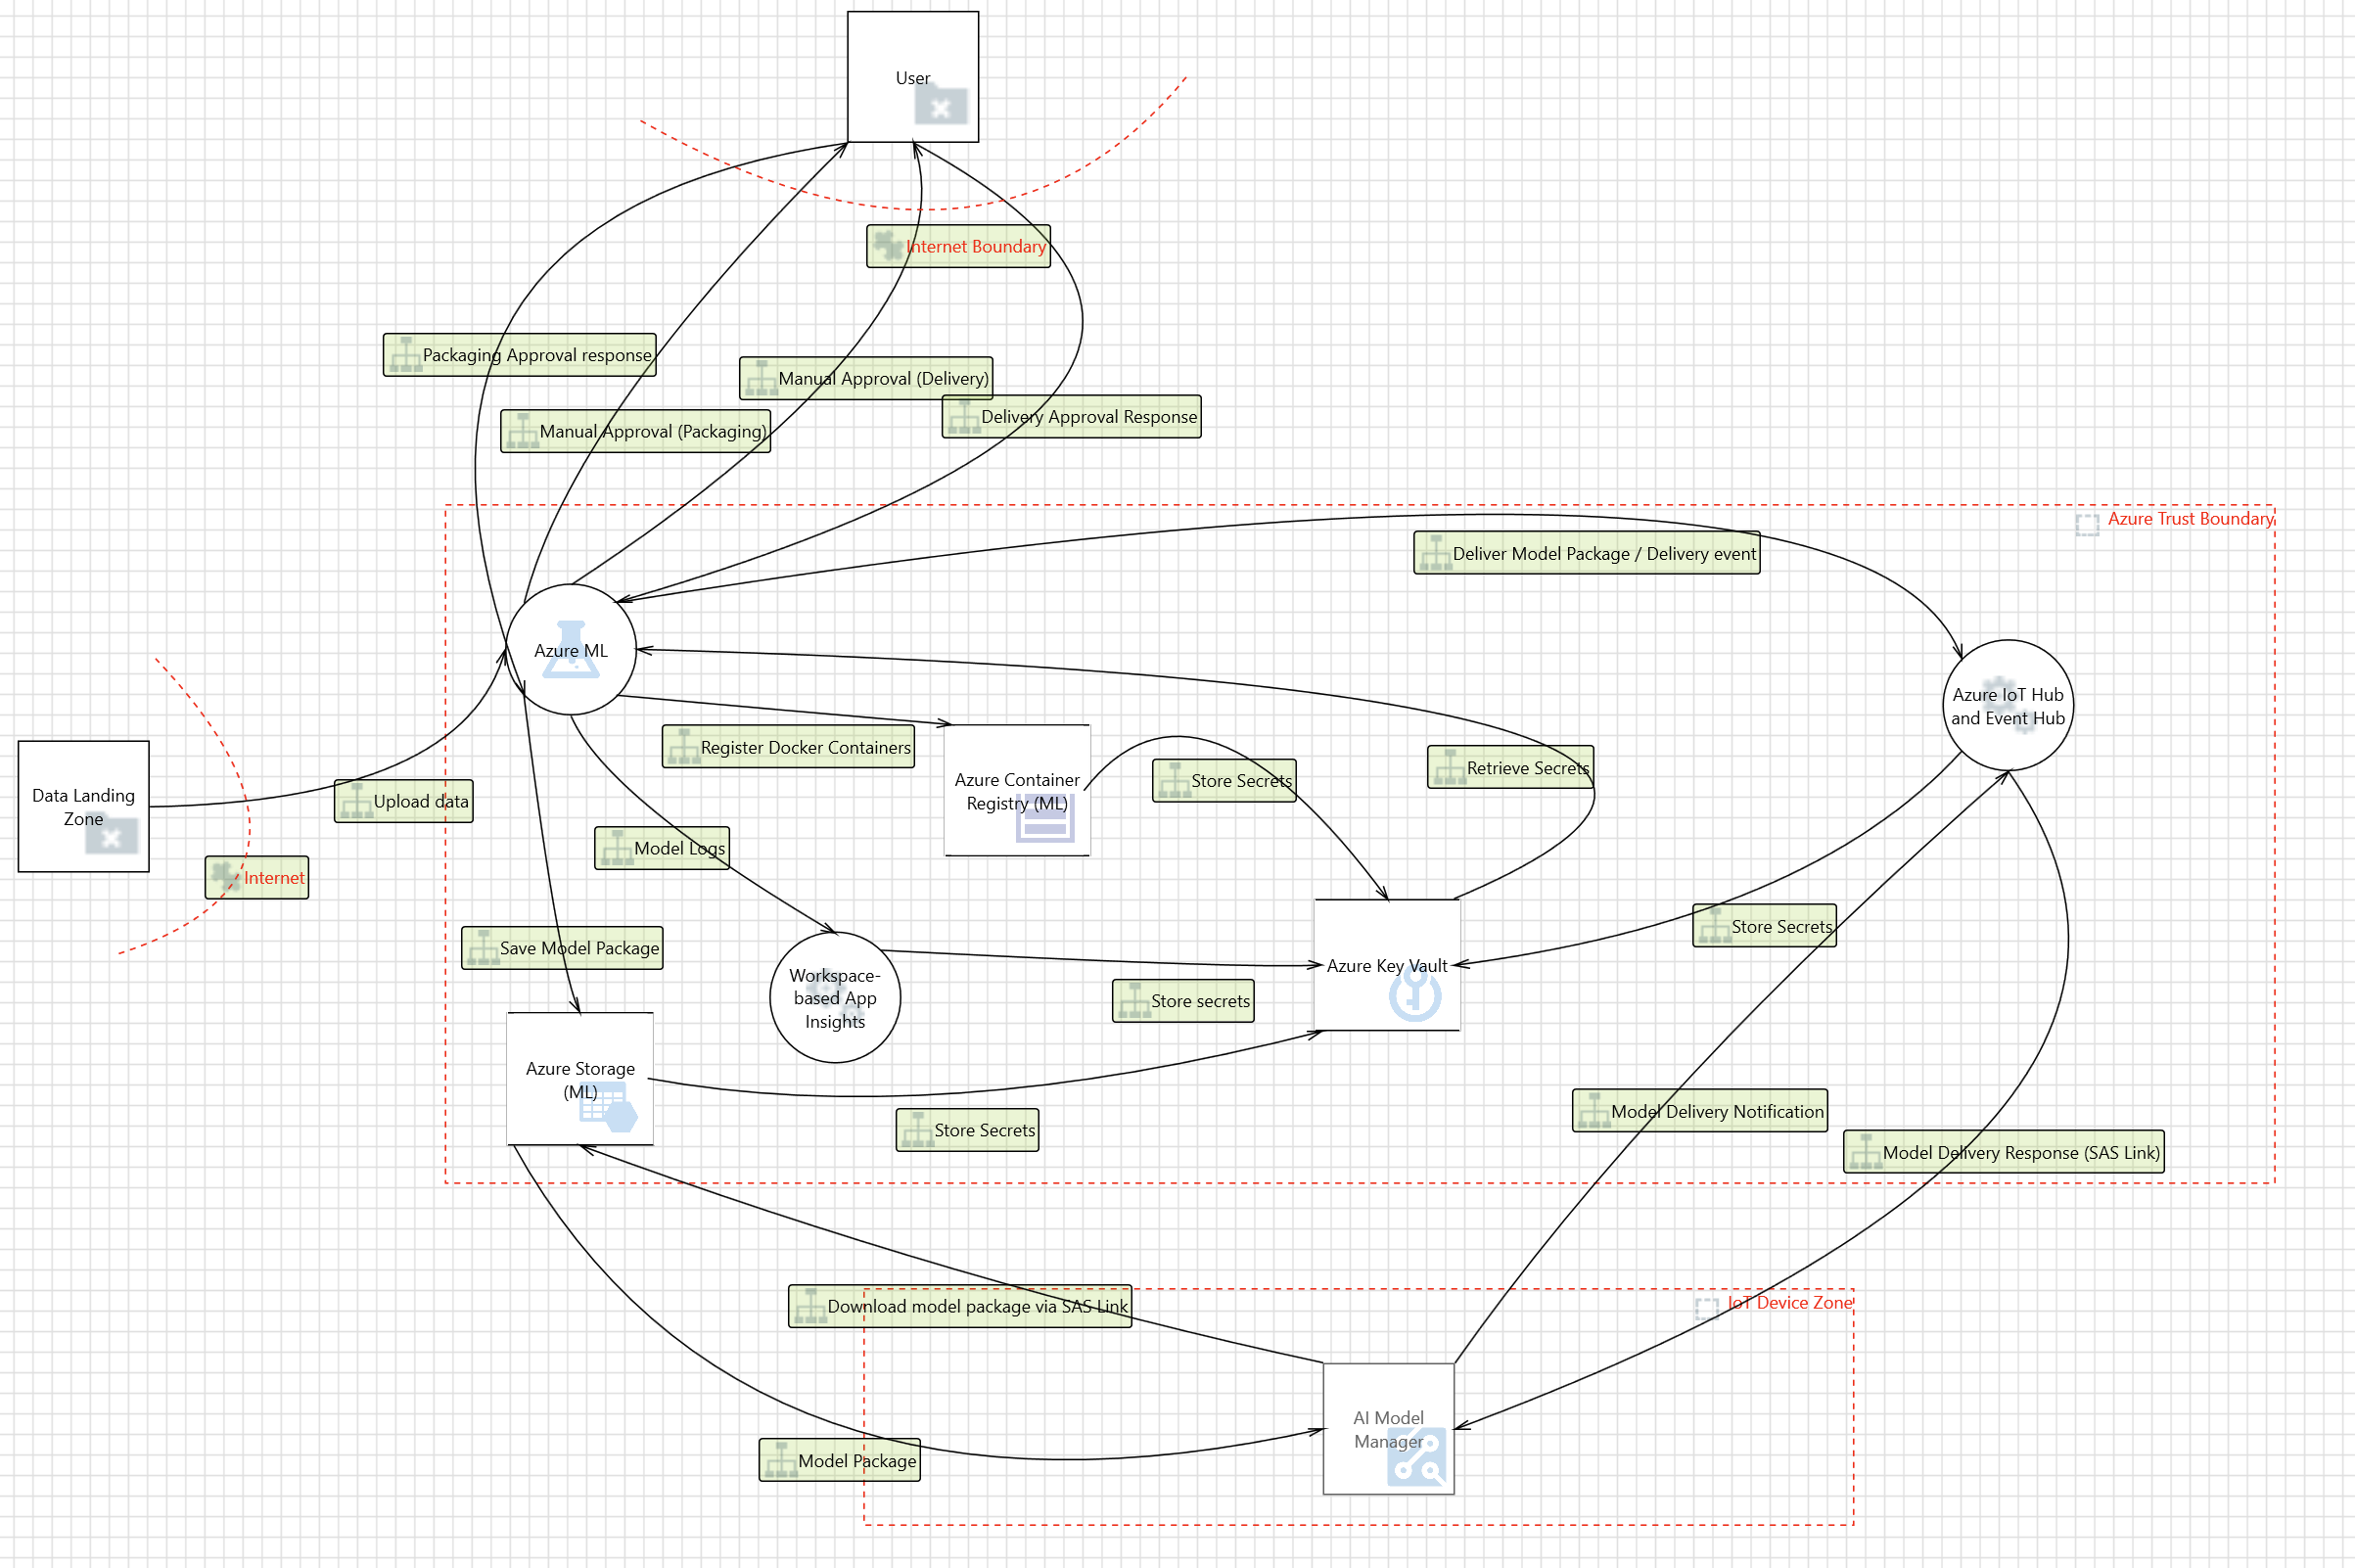 User
Internet Boundary
Packaging Approval response
Manual Approval (Delivery)
Delivery Approval Response
Manual Approval (Packaging)
Azure Trust Boundary
Deliver Model Package / Delivery event
Azure ML
Azure IoT Hub
and Event Hub
Register Docker Containers
Retrieve Secrets
Store Secrets
Azure Container
Registry (ML)
Data Landing
Zone
Upload data
Internet
Model Logs
Store Secrets
Save Model Package
Azure Key Vault
Workspace-
based App
Insights
Store secrets
Azure Storage
(ML)
Store Secrets
Model Delivery Notification
Model Delivery Response (SAS Link)
Download model package via SAS Link
IoT Device Zone
AI Model
Manager
Model Package